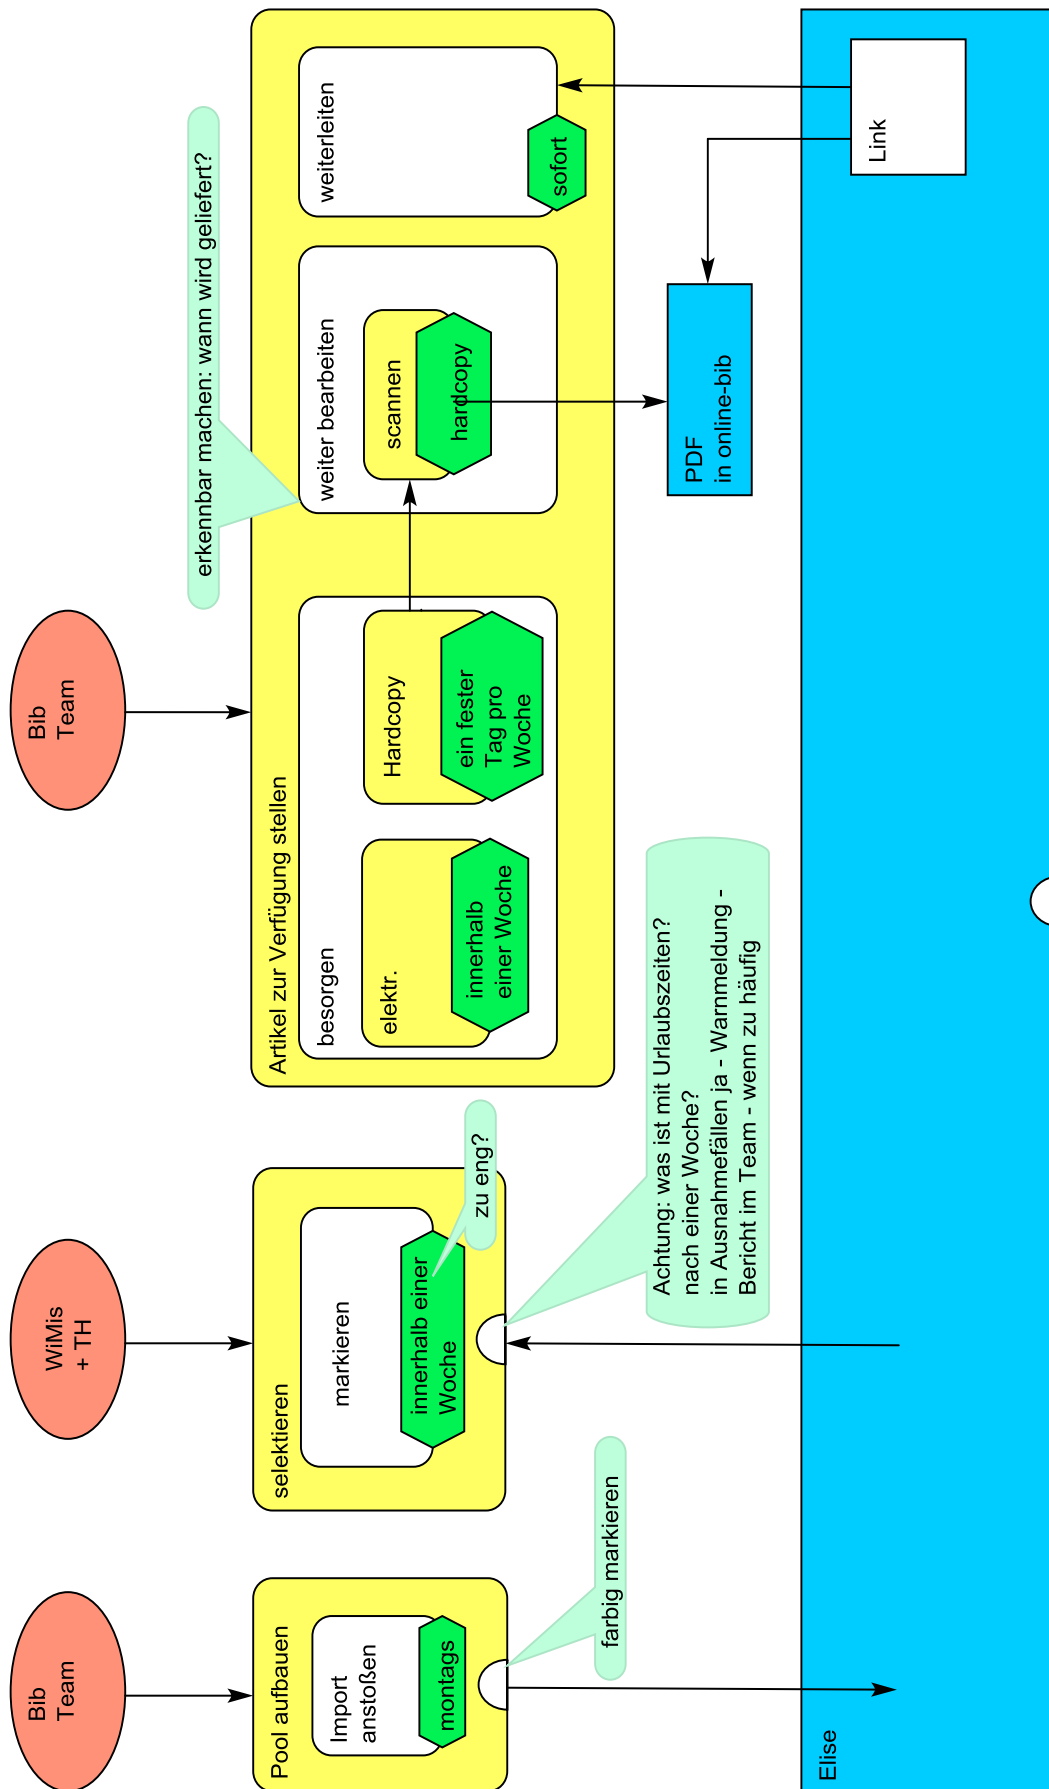 Bib
Team
WiMis
+ TH
Bib
Team
erkennbar machen: wann wird geliefert?
Pool aufbauen
Import
anstoßen
montags
farbig markieren
selektieren
markieren
innerhalb einer
Woche
zu eng?
Achtung: was ist mit Urlaubszeiten?
nach einer Woche?
in Ausnahmefällen ja - Warnmeldung -
Bericht im Team - wenn zu häufig
Artikel zur Verfügung stellen
besorgen
elektr.
innerhalb
einer Woche
Hardcopy
ein fester
Tag pro
Woche
weiter bearbeiten
scannen
hardcopy
weiterleiten
sofort
PDF
in online-bib
Elise
Link